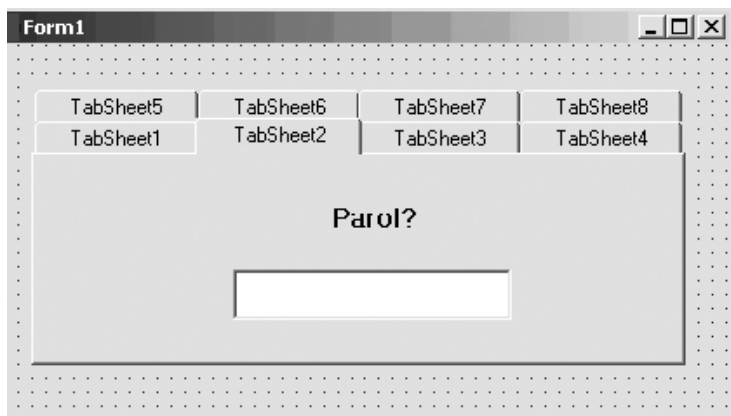 Form1
TabSheet5 TabSheet6 TabSheet7 TabSheet8
TabSheet1 TabSheet2 TabSheet3 TabSheet4
Parol?